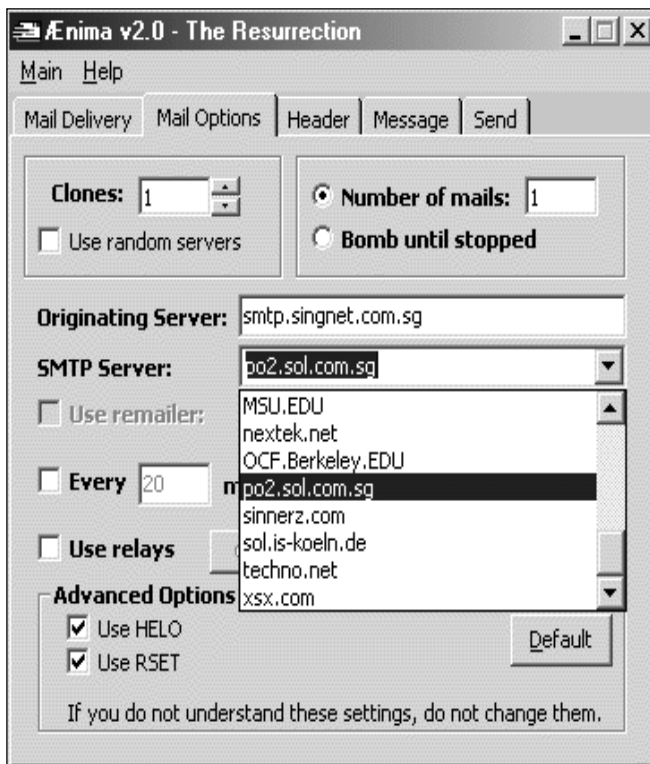 Ænima v2.0 - The Resurrection
Main Help
Mail Delivery Mail Options Header Message Send
Clones: 1
Use random servers
Number of mails: 1
Bomb until stopped
Originating Server: smtp.singnet.com.sg
SMTP Server: po2.sol.com.sg
Use remailer:
MSU.EDU
nextek.net
OCF.Berkeley.EDU
Every 20
po2.sol.com.sg
sinnerz.com
Use relays
sol.is-koeln.de
techno.net
xsx.com
Advanced Options
Use HELO
Use RSET
Default
If you do not understand these settings, do not change them.